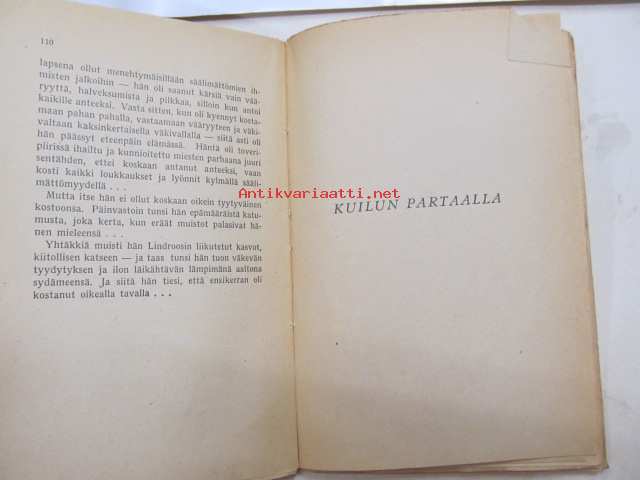 110
lapsena ollut menehtymäisillään säälimättömien ih-
misten jalkoihin — hän oli saanut kärsiä vain vää-
ryyttä, halveksumista ja pilkkaa, silloin kun antoi
kaikille anteeksi. Vasta sitten, kun oli kyennyt kosta-
maan pahan pahalla, vastaamaan vääryyteen ja väki-
valtaan kaksinkertaisella väkivallalla — siitä asti oli
hän päässyt eteenpäin elämässä. Häntä oli toveri-
piirissä ihailtu ja kunnioitettu miesten parhaana juuri
sentähden, ettei koskaan antanut anteeksi, vaan
kosti kaikki loukkaukset ja lyönnit kylmällä sääli-
mättömyydellä . . .
Mutta itse hän ei ollut koskaan oikein tyytyväinen
kostoonsa. Päinvastoin tunsi hän epämääräistä katu-
musta, joka kerta, kun eräät muistot palasivat hä-
nen mieleensä . . .
Yhtäkkiä muisti hän Lindroosin liikutetut kasvot,
kiitollisen katseen — ja taas tunsi hän tuon väkevän
tyydytyksen ja ilon läikähtävän lämpimänä aaltona
sydämeensä. Ja siitä hän tiesi, että ensikerran oli
kostanut oikealla tavalla . . .
Antikvariaatti.net
KUILUN PARTAALLA